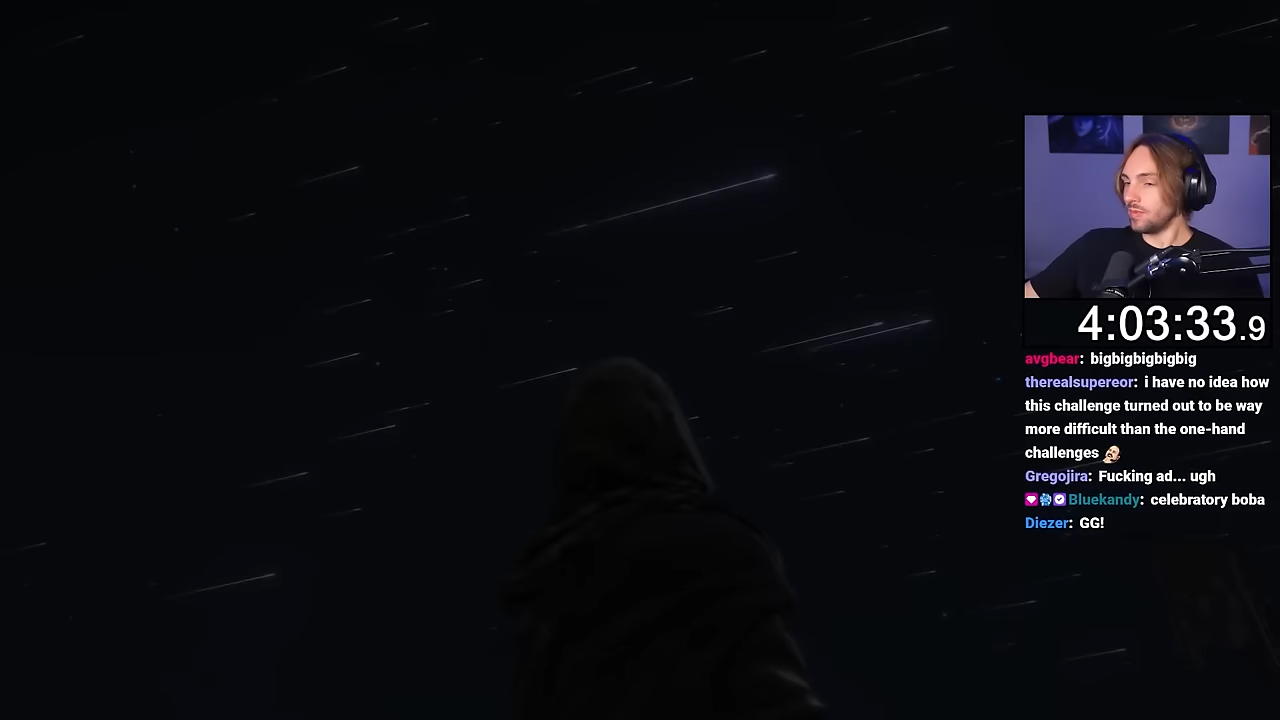 4:03:33.9
avgbear: bigbigbigbigbig
therealsupereor: i have no idea how
this challenge turned out to be way
more difficult than the one-hand
challenges
Gregojira: Fucking ad... ugh
Bluekandy: celebratory boba
Diezer: GG!